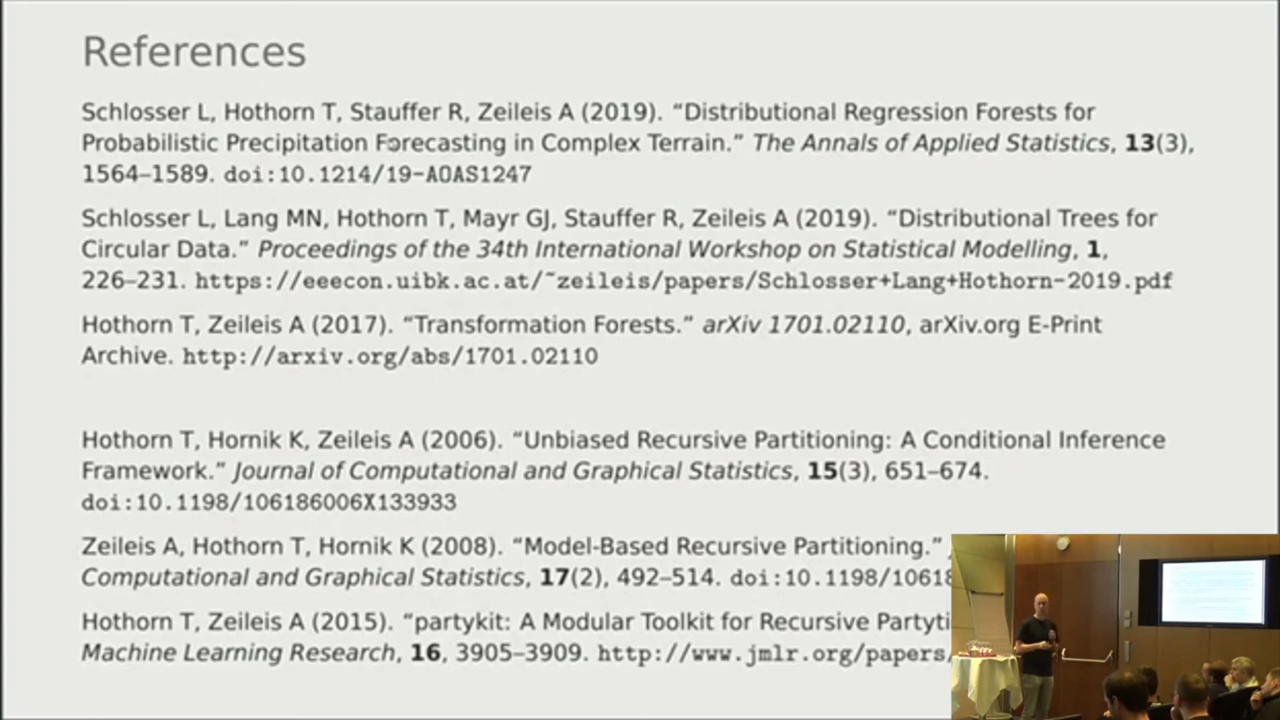 References
Schlosser L, Hothorn T, Stauffer R, Zeileis A (2019). “Distributional Regression Forests for
Probabilistic Precipitation Forecasting in Complex Terrain.” The Annals of Applied Statistics, 13(3),
1564–1589. doi:10.1214/19-AOAS1247
Schlosser L, Lang MN, Hothorn T, Mayr GJ, Stauffer R, Zeileis A (2019). “Distributional Trees for
Circular Data.” Proceedings of the 34th International Workshop on Statistical Modelling, 1,
226–231. https://eeecon.uibk.ac.at/~zeileis/papers/Schlosser+Lang+Hothorn-2019.pdf
Hothorn T, Zeileis A (2017). “Transformation Forests.” arXiv 1701.02110, arXiv.org E-Print
Archive. http://arxiv.org/abs/1701.02110
Hothorn T, Hornik K, Zeileis A (2006). “Unbiased Recursive Partitioning: A Conditional Inference
Framework.” Journal of Computational and Graphical Statistics, 15(3), 651–674.
doi:10.1198/106186006X133933
Zeileis A, Hothorn T, Hornik K (2008). “Model-Based Recursive Partitioning.”
Computational and Graphical Statistics, 17(2), 492–514. doi:10.1198/10618
Hothorn T, Zeileis A (2015). “partykit: A Modular Toolkit for Recursive Partyti
Machine Learning Research, 16, 3905–3909. http://www.jmlr.org/papers/